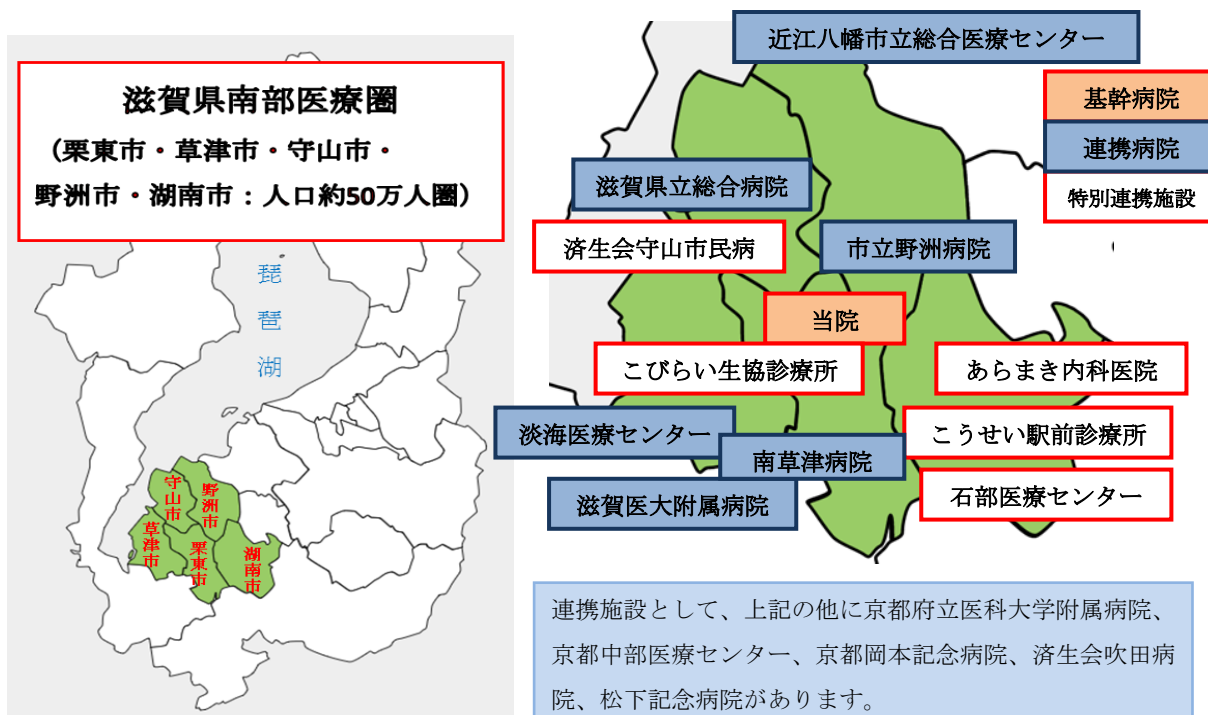 滋賀県南部医療圏
(栗東市・草津市・守山市・
野洲市・湖南市：人口約50万人圏)
琵
琶
湖
守山市
野洲市
草津市
栗東市
湖南市
近江八幡市立総合医療センター
基幹病院
連携病院
特別連携施設
滋賀県立総合病院
済生会守山市民病
市立野洲病院
当院
こびらい生協診療所
あらまき内科医院
淡海医療センター
こうせい駅前診療所
南草津病院
滋賀医大附属病院
石部医療センター
連携施設として、上記の他に京都府立医科大学附属病院、
京都中部医療センター、京都岡本記念病院、済生会吹田病
院、松下記念病院があります。